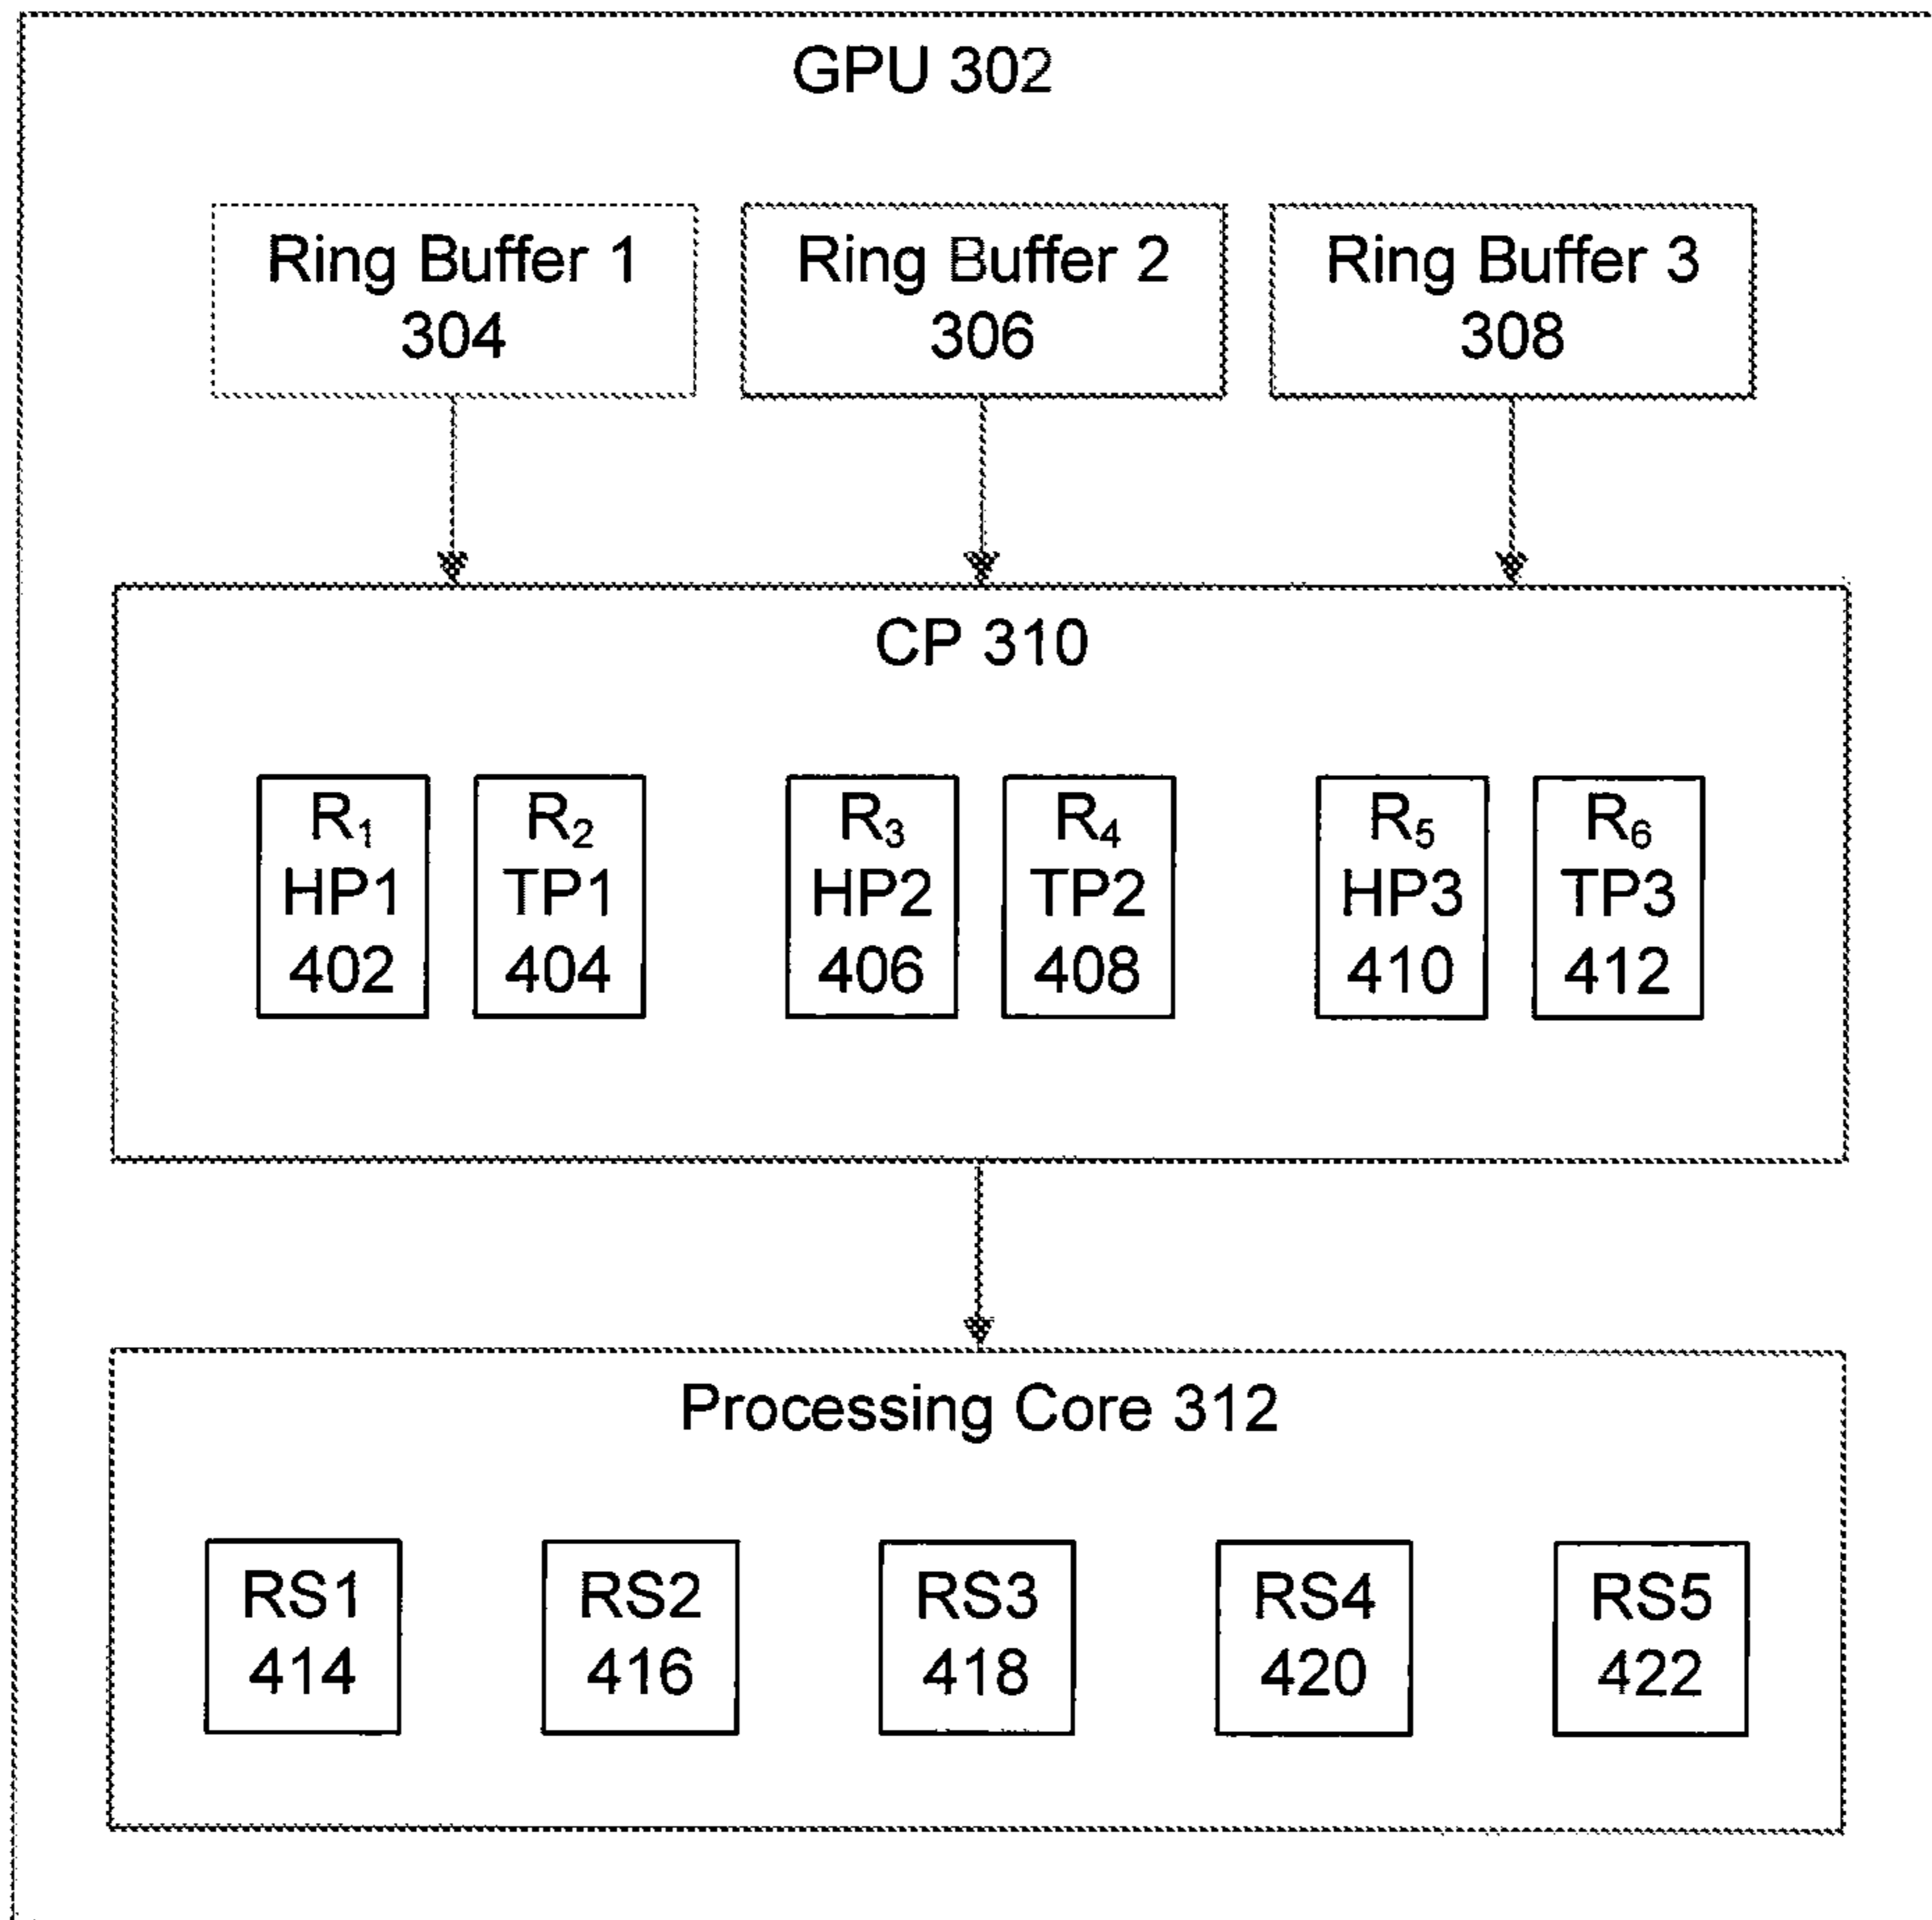 GPU 302
Ring Buffer 1 Ring Buffer 2 Ring Buffer 3
304 306 308
CP 310
R₁ R₂ R₃ R₄ R₅ R₆
HP1 TP1 HP2 TP2 HP3 TP3
402 404 406 408 410 412
Processing Core 312
RS1 RS2 RS3 RS4 RS5
414 416 418 420 422